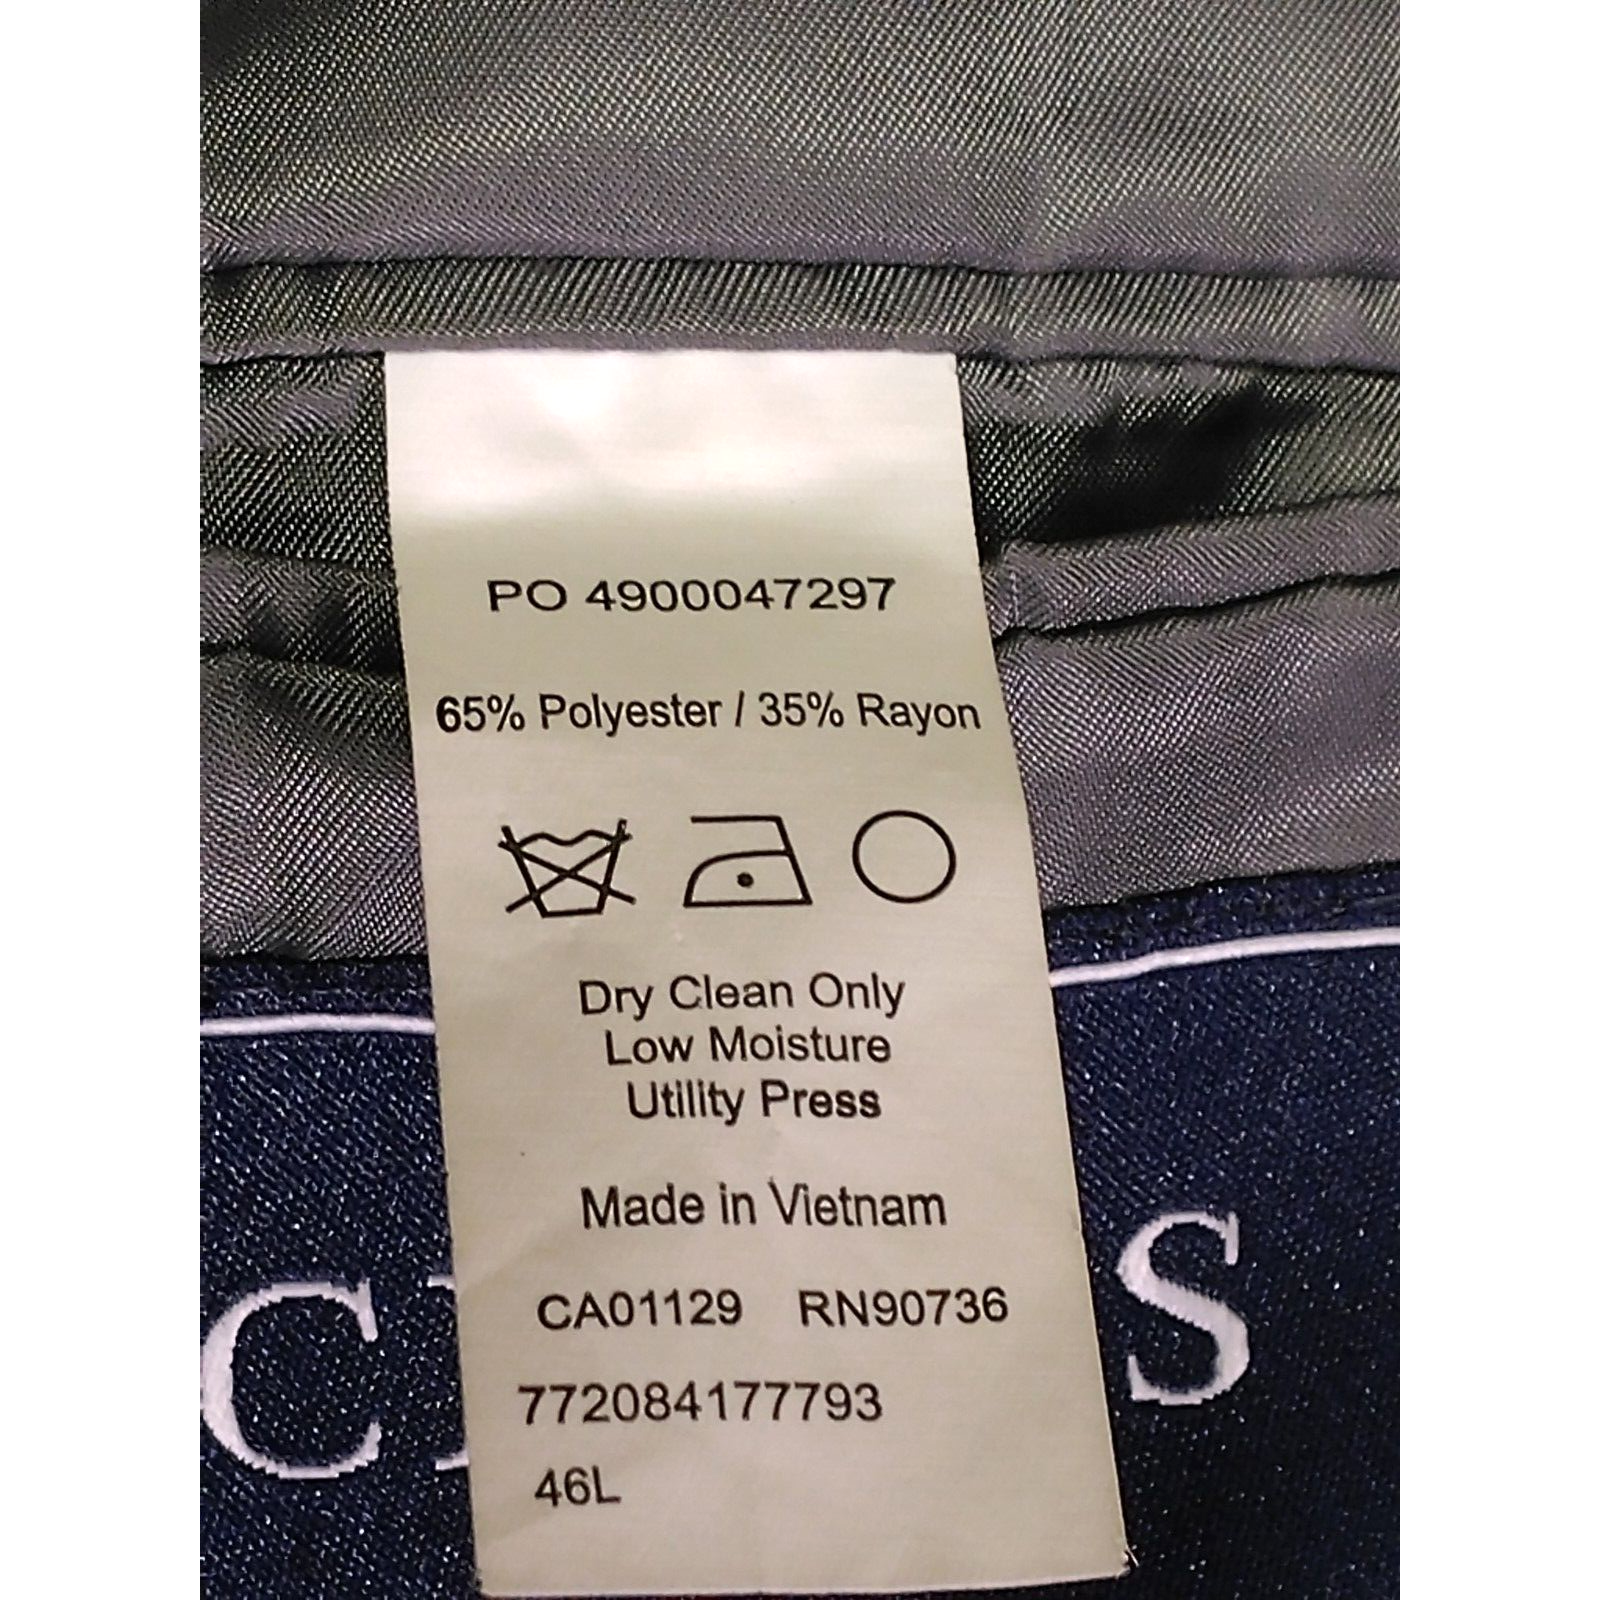 PO 4900047297
65% Polyester / 35% Rayon
Dry Clean Only
Low Moisture
Utility Press
Made in Vietnam
CA01129 RN90736
772084177793
46L